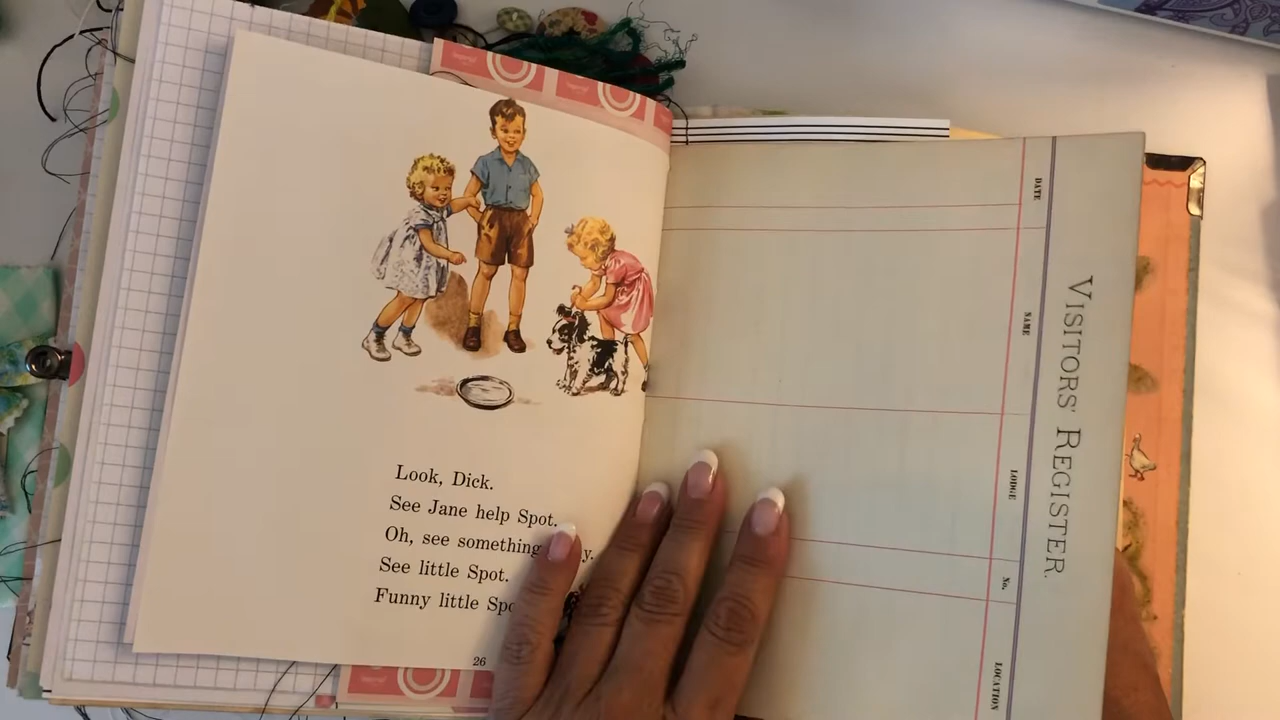 Look, Dick.
See Jane help Spot.
Oh, see something
See little Spot.
Funny little
26
VISITORS' REGISTER.
DATE
NAME
LODGE
No.
LOCATION